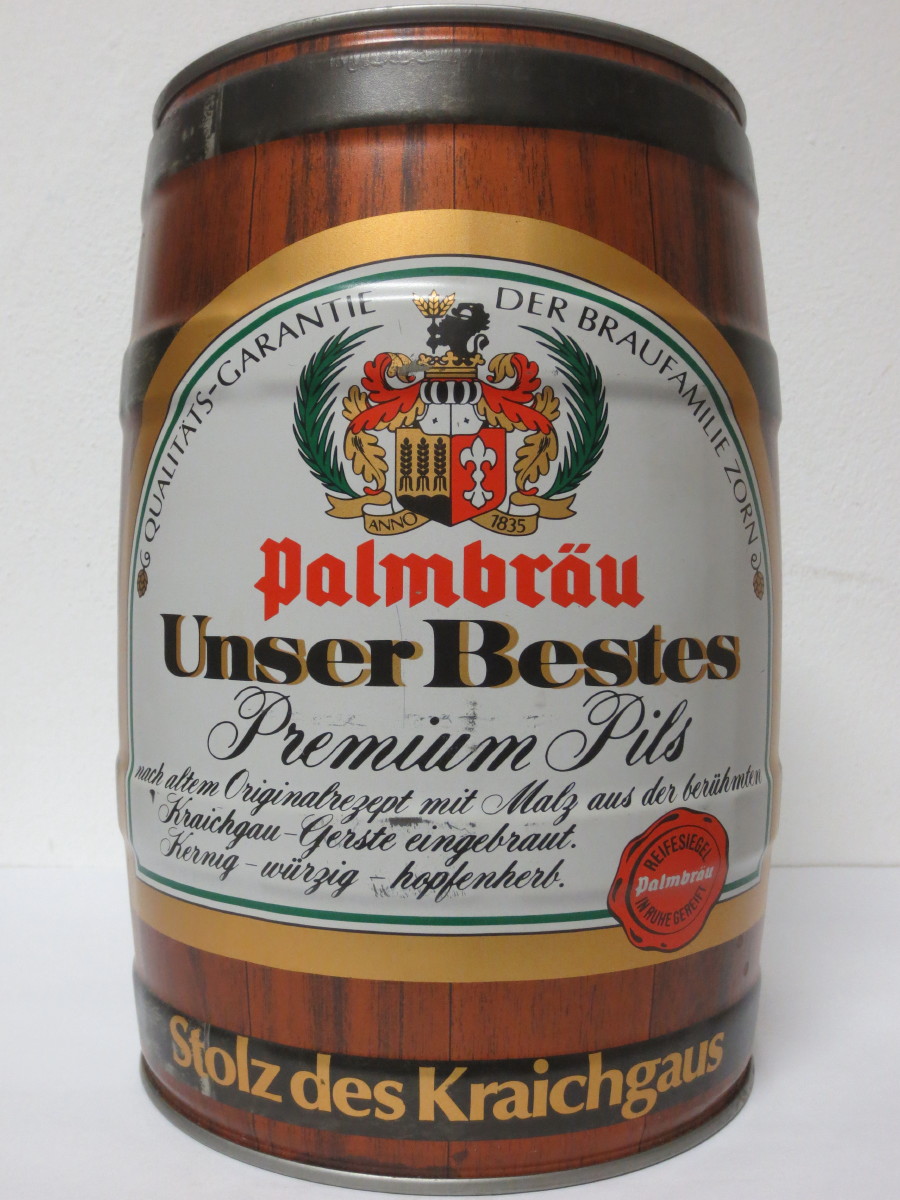 QUALITÄTS-GARANTIE DER BRAUFAMILIE ZORN
ANNO 1835
Palmbräu
Unser Bestes
Premium Pils
nach altem Originalrezept mit Malz aus der berühmten
Kraichgau-Gerste eingebraut.
Kernig - würzig - hopfenherb.
REIFESIEGEL
Palmbräu
IN RUHE GEREIFT
Stolz des Kraichgaus